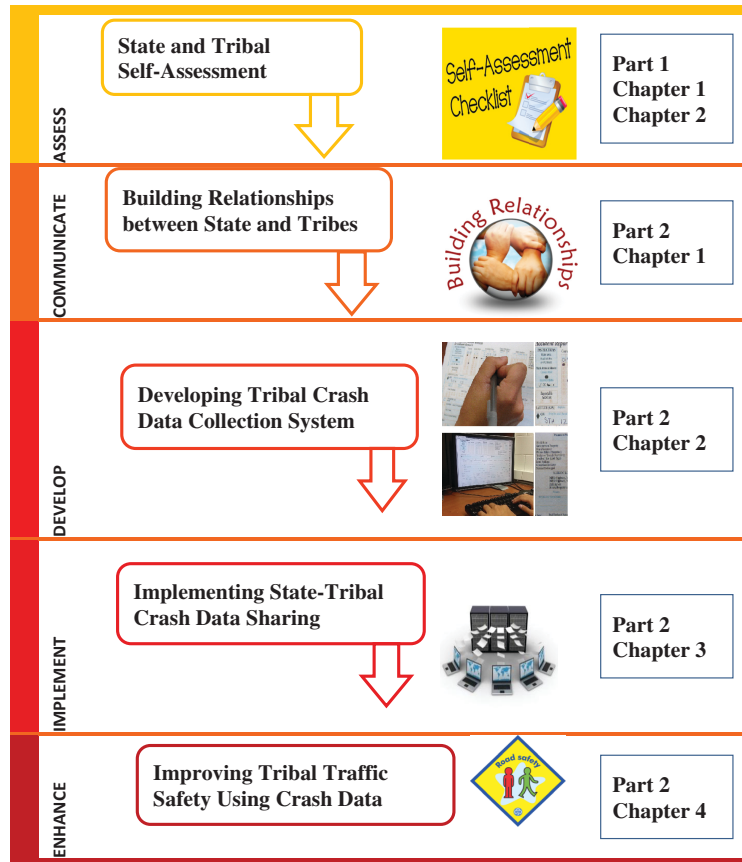 State and Tribal
Self-Assessment
Self-Assessment
Checklist
Part 1
Chapter 1
Chapter 2
ASSESS
Building Relationships
between State and Tribes
Building Relationships
Part 2
Chapter 1
COMMUNICATE
Developing Tribal Crash
Data Collection System
Part 2
Chapter 2
DEVELOP
Implementing State-Tribal
Crash Data Sharing
Part 2
Chapter 3
IMPLEMENT
Improving Tribal Traffic
Safety Using Crash Data
Road safety
Part 2
Chapter 4
ENHANCE